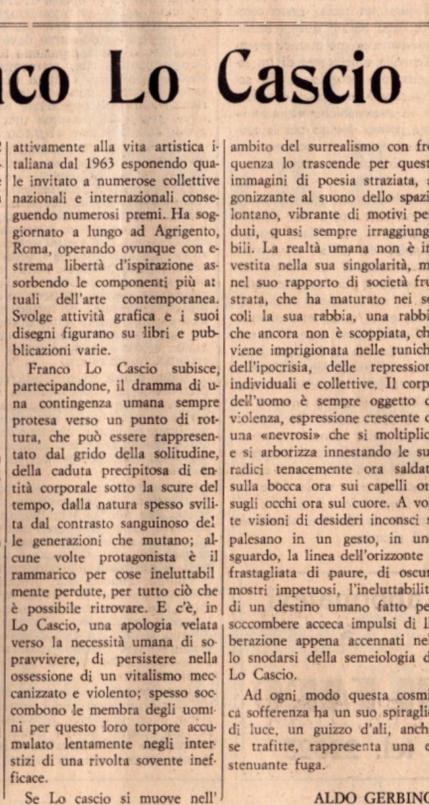 nco Lo Cascio
attivamente alla vita artistica i-
taliana dal 1963 esponendo qua-
le invitato a numerose collettive
nazionali e internazionali conse-
guendo numerosi premi. Ha sog-
giornato a lungo ad Agrigento,
Roma, operando ovunque con e-
strema libertà d'ispirazione as-
sorbendo le componenti più at-
tuali dell'arte contemporanea.
Svolge attività grafica e i suoi
disegni figurano su libri e pub-
blicazioni varie.
Franco Lo Cascio subisce,
partecipandone, il dramma di u-
na contingenza umana sempre
protesa verso un punto di rot-
tura, che può essere rappresen-
tato dal grido della solitudine,
della caduta precipitosa di en-
tità corporale sotto la scure del
tempo, dalla natura spesso svili-
ta dal contrasto sanguinoso del
le generazioni che mutano; al-
cune volte protagonista è il
rammarico per cose ineluttabil
mente perdute, per tutto ciò che
è possibile ritrovare. E c'è, in
Lo Cascio, una apologia velata
verso la necessità umana di so-
pravvivere, di persistere nella
ossessione di un vitalismo mec-
canizzato e violento; spesso soc-
combono le membra degli uomi-
ni per questo loro torpore accu-
mulato lentamente negli inter-
stizi di una rivolta sovente inef-
ficace.
Se Lo cascio si muove nell'
ambito del surrealismo con fre
quenza lo trascende per quest
immagini di poesia straziata, a
gonizzante al suono dello spazi
lontano, vibrante di motivi per
duti, quasi sempre irraggiung
bili. La realtà umana non è in
vestita nella sua singolarità, m
nel suo rapporto di società fru
strata, che ha maturato nei se
coli la sua rabbia, una rabbi
che ancora non è scoppiata, ch
viene imprigionata nelle tunich
dell'ipocrisia, delle repression
individuali e collettive. Il corp
dell'uomo è sempre oggetto d
violenza, espressione crescente d
una «nevrosi» che si moltiplic
e si arborizza innestando le su
radici tenacemente ora saldat
sulla bocca ora sui capelli or
sugli occhi ora sul cuore. A vol
te visioni di desideri inconsci s
palesano in un gesto, in un
sguardo, la linea dell'orizzonte
frastagliata di paure, di oscur
mostri impetuosi, l'ineluttabilit
di un destino umano fatto pe
soccombere acceca impulsi di li
berazione appena accennati nel
lo snodarsi della semeiologia d
Lo Cascio.
Ad ogni modo questa cosmi
ca sofferenza ha un suo spiragli
di luce, un guizzo d'ali, anch
se trafitte, rappresenta una e
stenuante fuga.
ALDO GERBINO